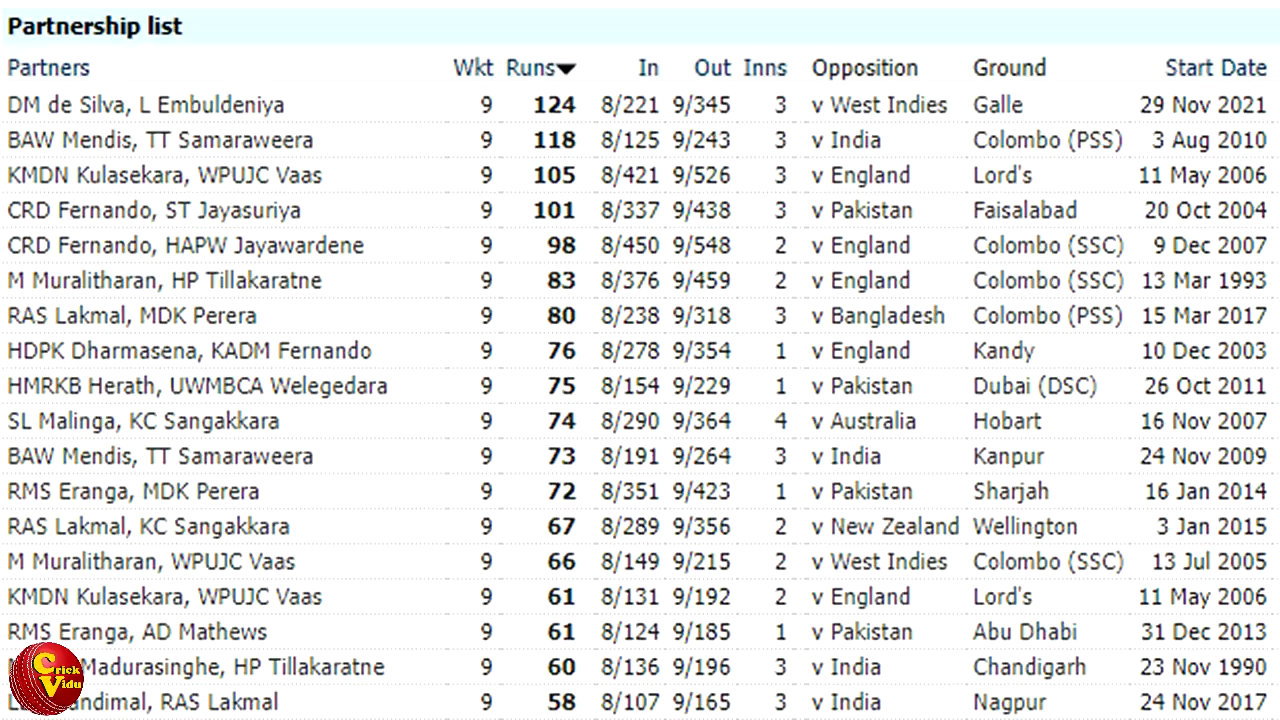 Partnership list
Partners Wkt Runs In Out Inns Opposition Ground Start Date
DM de Silva, L Embuldeniya 9 124 8/221 9/345 3 v West Indies Galle 29 Nov 2021
BAW Mendis, TT Samaraweera 9 118 8/125 9/243 3 v India Colombo (PSS) 3 Aug 2010
KMDN Kulasekara, WPUJC Vaas 9 105 8/421 9/526 3 v England Lord's 11 May 2006
CRD Fernando, ST Jayasuriya 9 101 8/337 9/438 3 v Pakistan Faisalabad 20 Oct 2004
CRD Fernando, HAPW Jayawardene 9 98 8/450 9/548 2 v England Colombo (SSC) 9 Dec 2007
M Muralitharan, HP Tillakaratne 9 83 8/376 9/459 2 v England Colombo (SSC) 13 Mar 1993
RAS Lakmal, MDK Perera 9 80 8/238 9/318 3 v Bangladesh Colombo (PSS) 15 Mar 2017
HDPK Dharmasena, KADM Fernando 9 76 8/278 9/354 1 v England Kandy 10 Dec 2003
HMRKB Herath, UWMBCA Welegedara 9 75 8/154 9/229 1 v Pakistan Dubai (DSC) 26 Oct 2011
SL Malinga, KC Sangakkara 9 74 8/290 9/364 4 v Australia Hobart 16 Nov 2007
BAW Mendis, TT Samaraweera 9 73 8/191 9/264 3 v India Kanpur 24 Nov 2009
RMS Eranga, MDK Perera 9 72 8/351 9/423 1 v Pakistan Sharjah 16 Jan 2014
RAS Lakmal, KC Sangakkara 9 67 8/289 9/356 2 v New Zealand Wellington 3 Jan 2015
M Muralitharan, WPUJC Vaas 9 66 8/149 9/215 2 v West Indies Colombo (SSC) 13 Jul 2005
KMDN Kulasekara, WPUJC Vaas 9 61 8/131 9/192 2 v England Lord's 11 May 2006
RMS Eranga, AD Mathews 9 61 8/124 9/185 1 v Pakistan Abu Dhabi 31 Dec 2013
Madurasinghe, HP Tillakaratne 9 60 8/136 9/196 3 v India Chandigarh 23 Nov 1990
RAS Lakmal 9 58 8/107 9/165 3 v India Nagpur 24 Nov 2017
Crick
Vidu